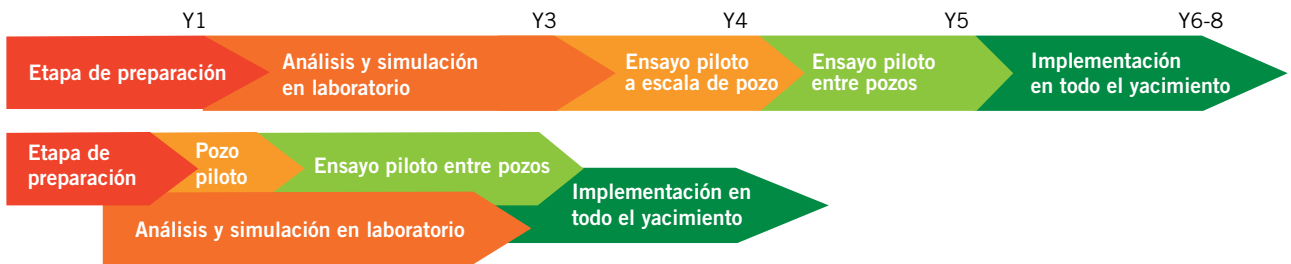 Y1 Y3 Y4 Y5 Y6-8
Etapa de preparación
Análisis y simulación
en laboratorio
Ensayo piloto
a escala de pozo
Ensayo piloto
entre pozos
Implementación
en todo el yacimiento
Etapa de
preparación
Pozo
piloto
Ensayo piloto entre pozos
Implementación en
todo el yacimiento
Análisis y simulación en laboratorio